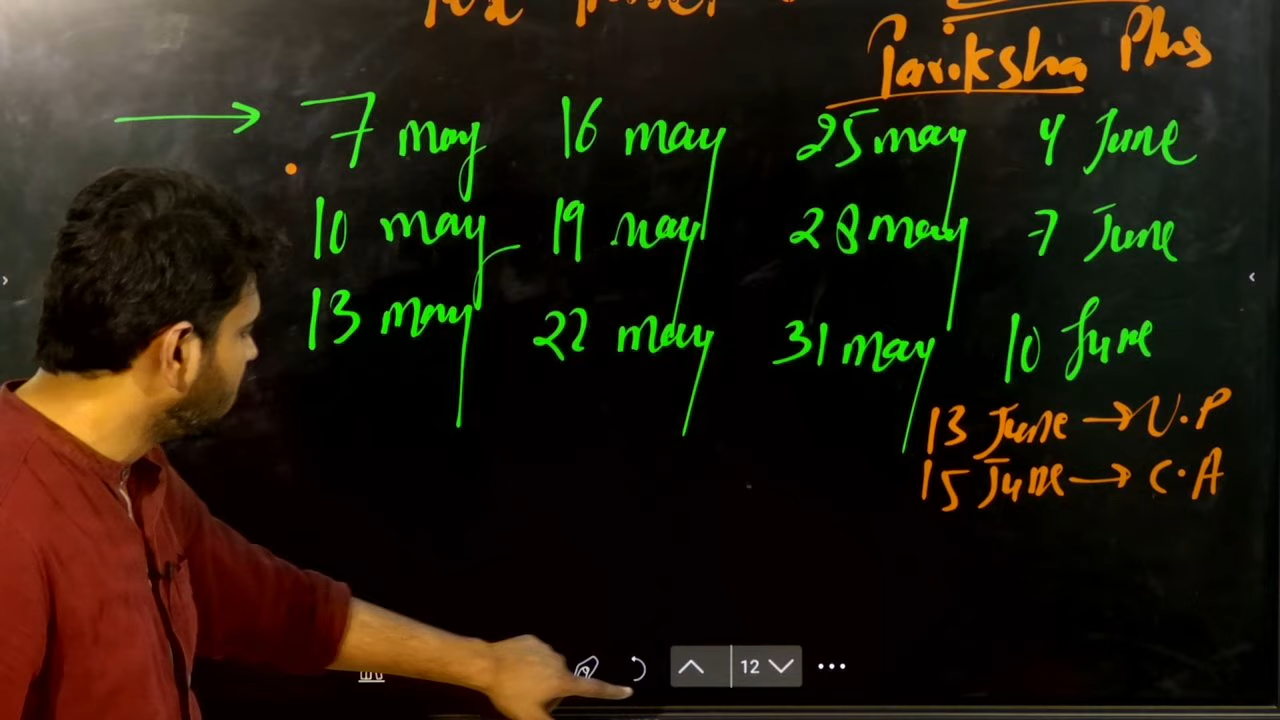 Pariksha Plus
7 may 16 may 25 may 4 June
10 may 19 may 28 may 7 June
13 may 22 may 31 may 10 June
13 June → U.P
15 June → C.A
12